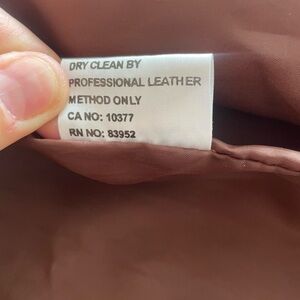 DRY CLEAN BY
PROFESSIONAL LEATHER
METHOD ONLY
CA NO: 10377
RN NO: 83952